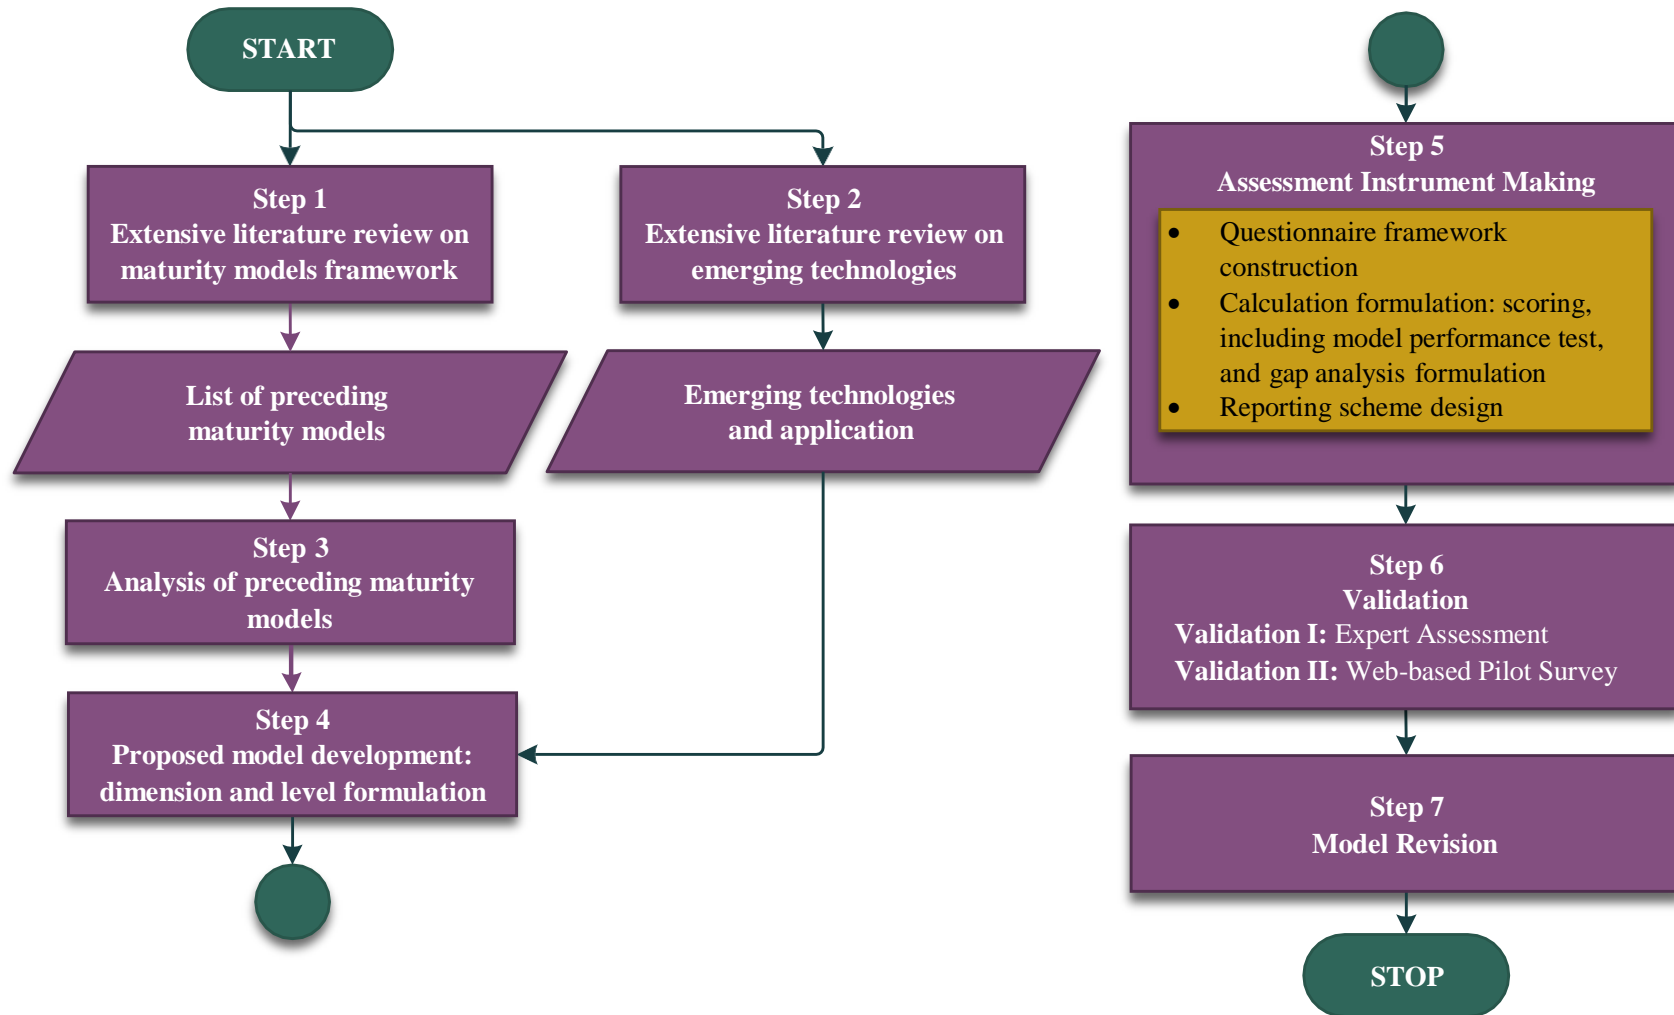 START
Step 1
Extensive literature review on
maturity models framework
Step 2
Extensive literature review on
emerging technologies
List of preceding
maturity models
Emerging technologies
and application
Step 3
Analysis of preceding maturity
models
Step 4
Proposed model development:
dimension and level formulation
Step 5
Assessment Instrument Making
• Questionnaire framework
construction
• Calculation formulation: scoring,
including model performance test,
and gap analysis formulation
• Reporting scheme design
Step 6
Validation
Validation I: Expert Assessment
Validation II: Web-based Pilot Survey
Step 7
Model Revision
STOP